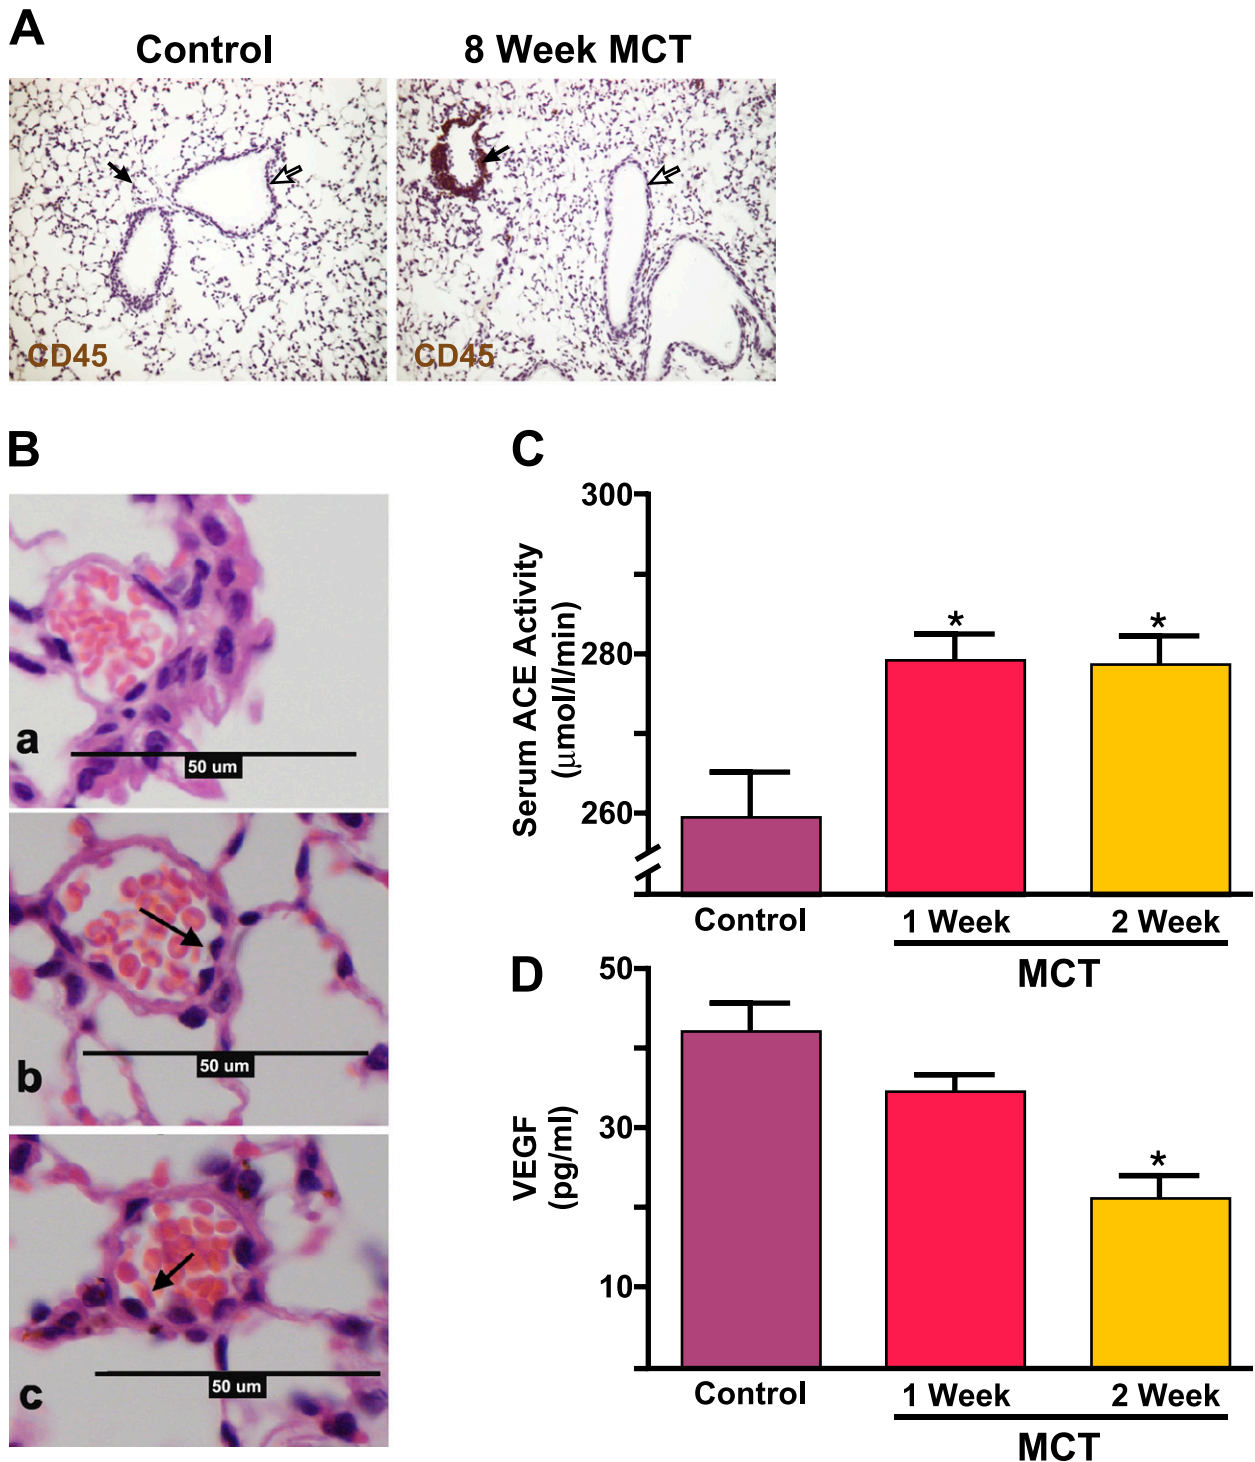 A
Control
8 Week MCT
CD45
CD45
B
a
50 um
b
50 um
c
50 um
C
Serum ACE Activity
(μmol/l/min)
300
280
260
*
*
Control
1 Week
2 Week
MCT
D
VEGF
(pg/ml)
50
30
10
*
Control
1 Week
2 Week
MCT